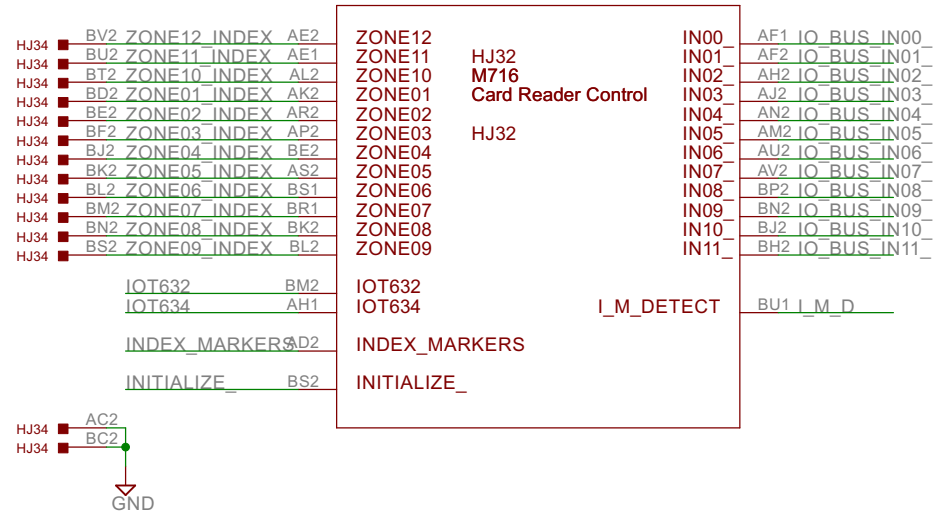 HJ34 BV2 ZONE12_INDEX AE2 ZONE12 IN00_ AF1 IO_BUS_IN00_
HJ34 BU2 ZONE11_INDEX AE1 ZONE11 HJ32 IN01_ AF2 IO_BUS_IN01_
HJ34 BT2 ZONE10_INDEX AL2 ZONE10 M716 IN02_ AH2 IO_BUS_IN02_
HJ34 BD2 ZONE01_INDEX AK2 ZONE01 Card Reader Control IN03_ AJ2 IO_BUS_IN03_
HJ34 BE2 ZONE02_INDEX AR2 ZONE02 IN04_ AN2 IO_BUS_IN04_
HJ34 BF2 ZONE03_INDEX AP2 ZONE03 HJ32 IN05_ AM2 IO_BUS_IN05_
HJ34 BJ2 ZONE04_INDEX BE2 ZONE04 IN06_ AU2 IO_BUS_IN06_
HJ34 BK2 ZONE05_INDEX AS2 ZONE05 IN07_ AV2 IO_BUS_IN07_
HJ34 BL2 ZONE06_INDEX BS1 ZONE06 IN08_ BP2 IO_BUS_IN08_
HJ34 BM2 ZONE07_INDEX BR1 ZONE07 IN09_ BN2 IO_BUS_IN09_
HJ34 BN2 ZONE08_INDEX BK2 ZONE08 IN10_ BJ2 IO_BUS_IN10_
HJ34 BS2 ZONE09_INDEX BL2 ZONE09 IN11_ BH2 IO_BUS_IN11_
IOT632 BM2 IOT632
IOT634 AH1 IOT634 I_M_DETECT BU1 I_M_D
INDEX_MARKERS AD2 INDEX_MARKERS
INITIALIZE_ BS2 INITIALIZE_
HJ34 AC2
HJ34 BC2
GND